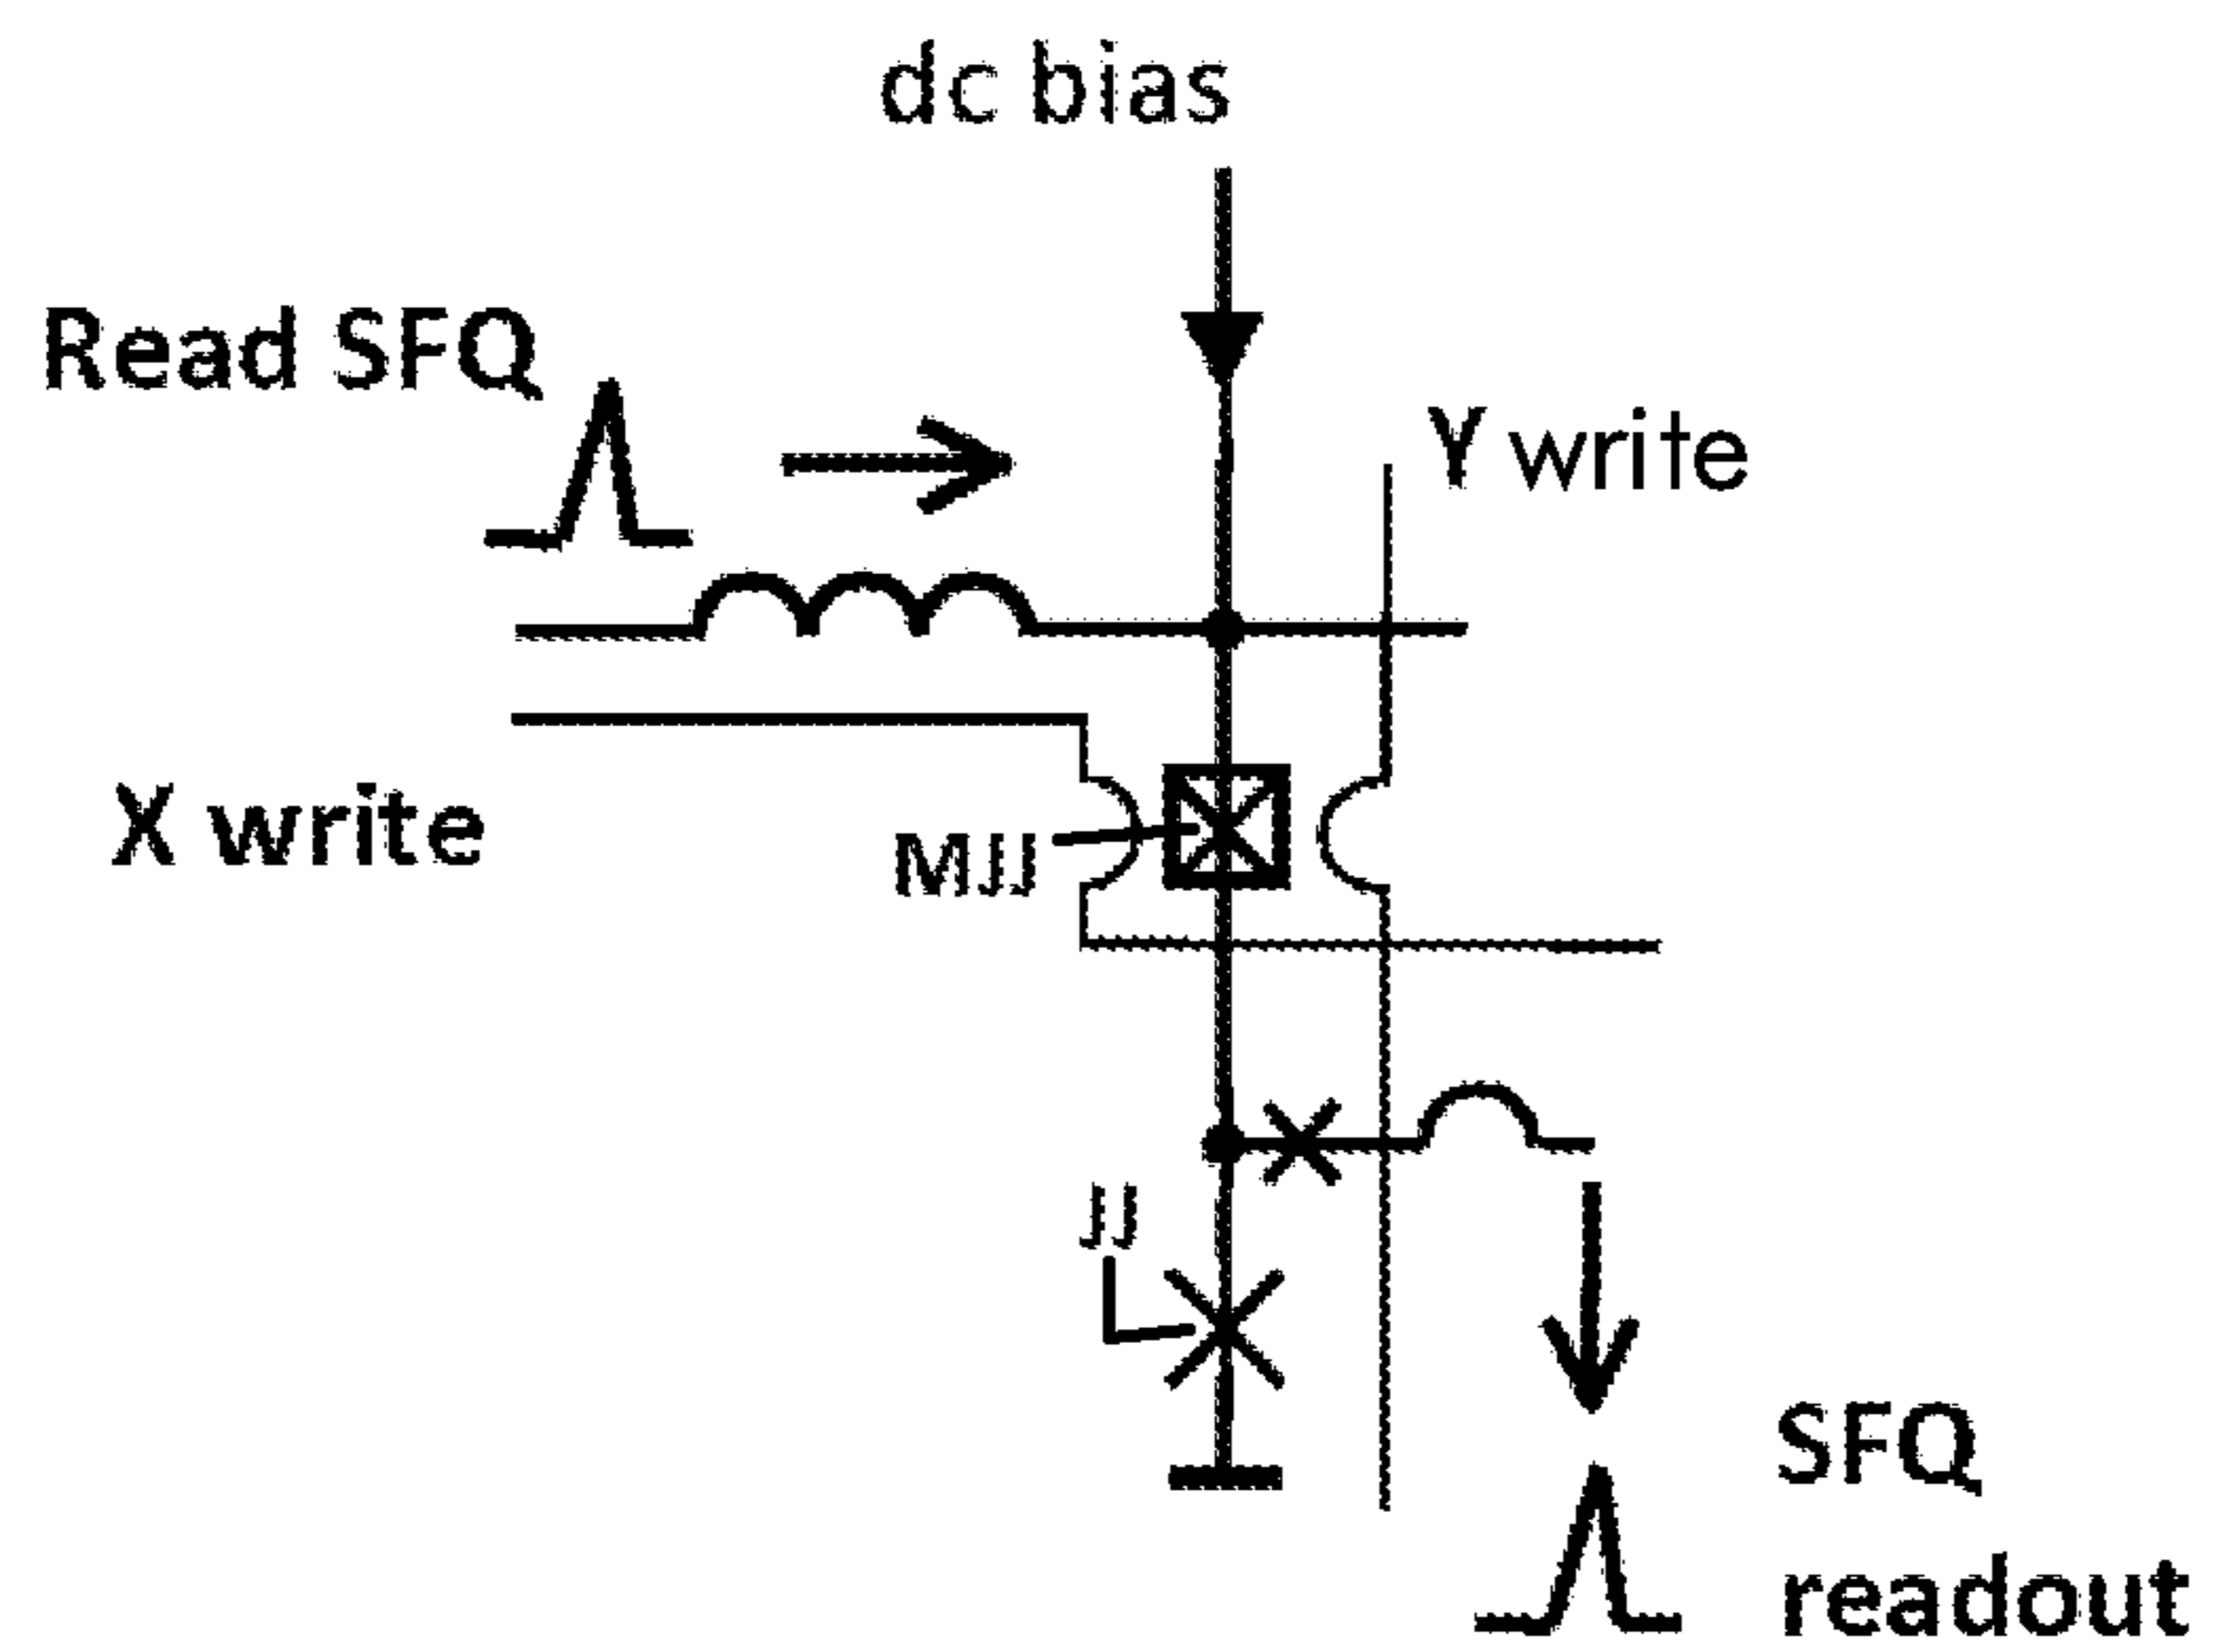 dc bias
Read SFQ
Y write
X write
MJJ
JJ
SFQ
readout